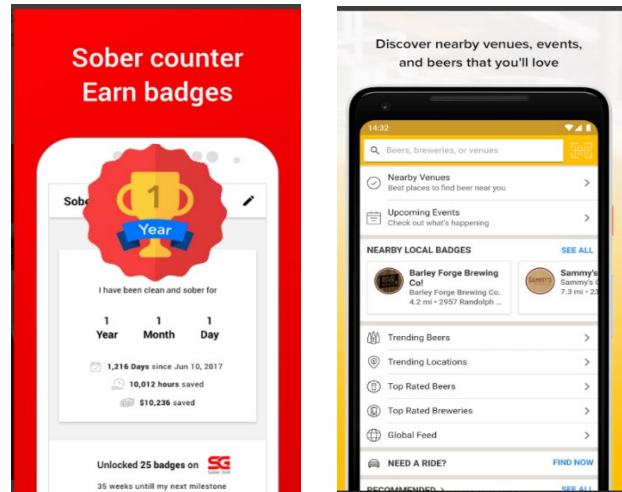 Sober counter
Earn badges
Sobe
1
Year
I have been clean and sober for
1 1 1
Year Month Day
1,216 Days since Jun 10, 2017
10,012 hours saved
$10,236 saved
Unlocked 25 badges on SG
35 weeks untill my next milestone
Discover nearby venues, events,
and beers that you'll love
14:32
Beers, breweries, or venues
Nearby Venues
Best places to find beer near you
Upcoming Events
Check out what's happening
NEARBY LOCAL BADGES SEE ALL
Barley Forge Brewing
Co!
Barley Forge Brewing Co.
4.2 mi • 2957 Randolph ...
SAMMY'S
Sammy's
Sammy's
7.3 mi • 23
Trending Beers
Trending Locations
Top Rated Beers
Top Rated Breweries
Global Feed
NEED A RIDE? FIND NOW
RECOMMENDED SEE ALL